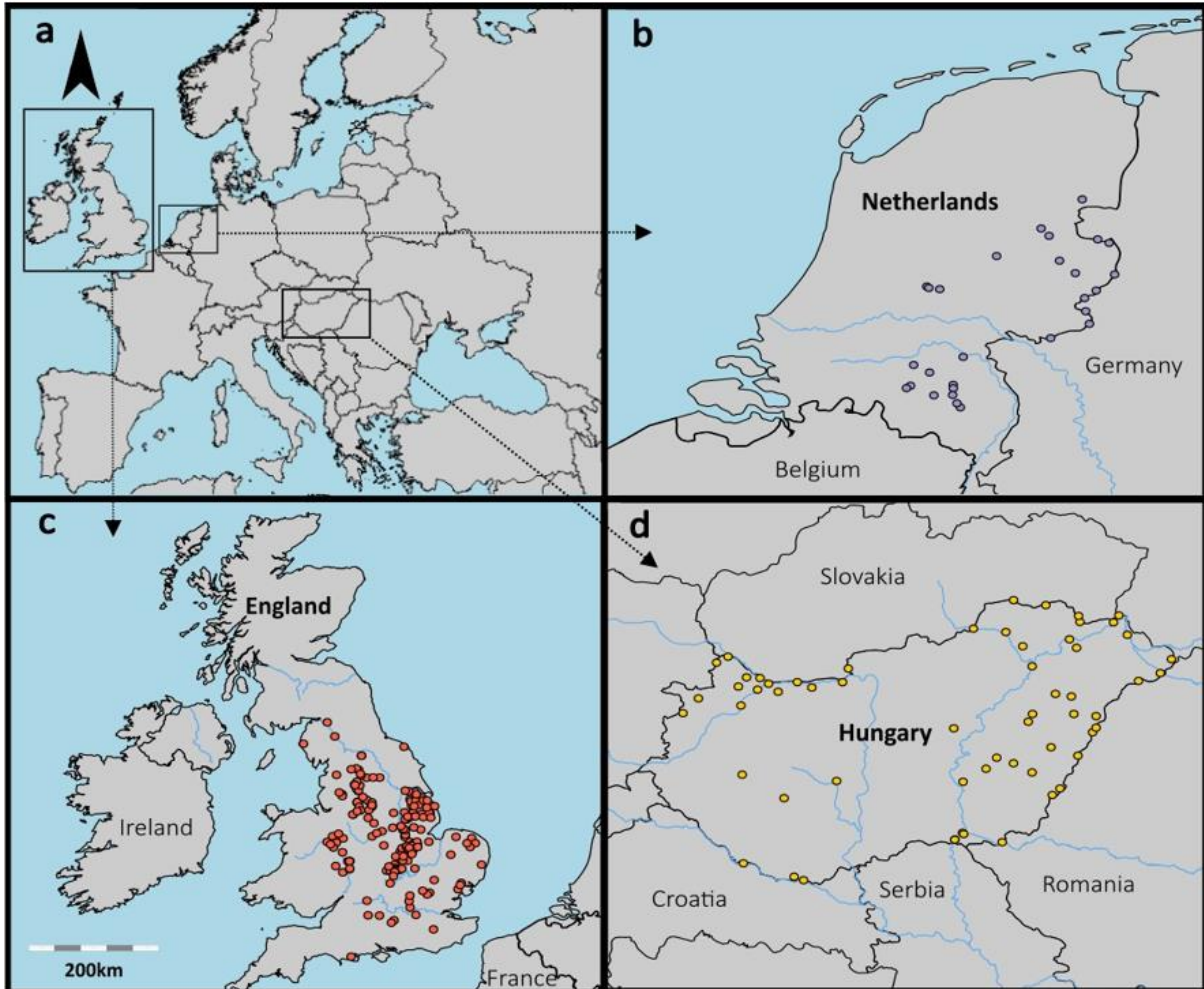 a
b
Netherlands
Germany
Belgium
c
England
Ireland
200km
France
d
Slovakia
Hungary
Croatia
Serbia
Romania